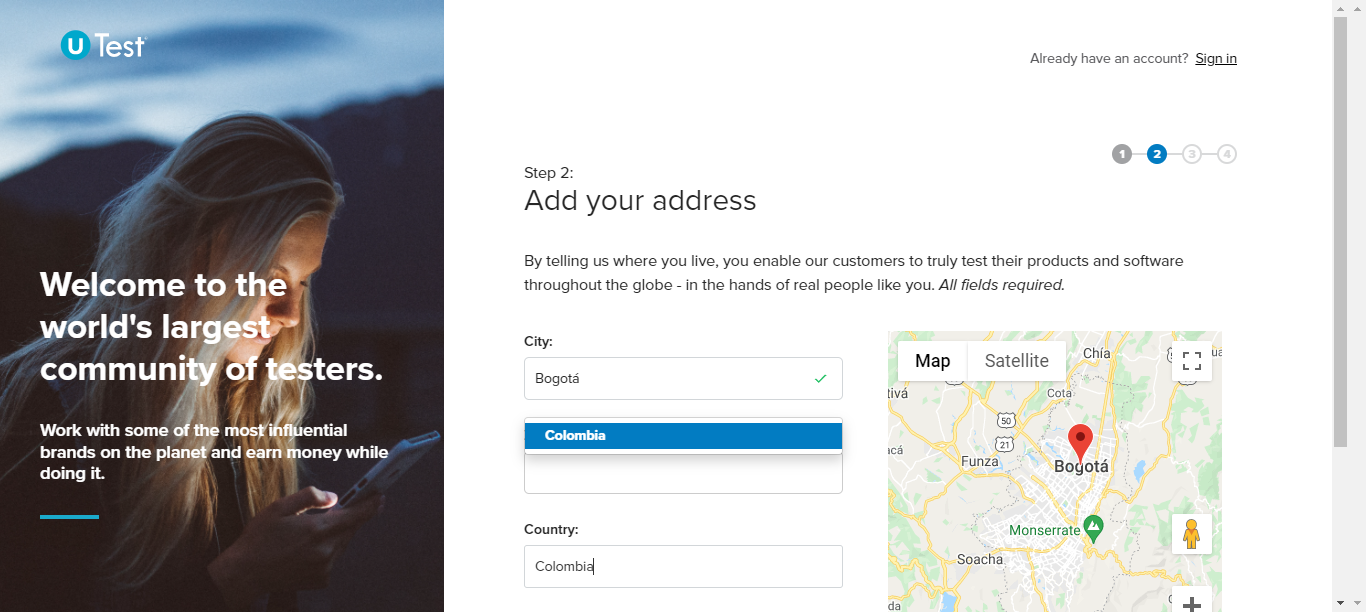 U Test
Already have an account? Sign in
1 2 3 4
Step 2:
Add your address
Welcome to the
world's largest
community of testers.
Work with some of the most influential
brands on the planet and earn money while
doing it.
By telling us where you live, you enable our customers to truly test their products and software
throughout the globe - in the hands of real people like you. All fields required.
City:
Bogotá
Colombia
Country:
Colombia
Map Satellite
Chía
tivá
Cota
50
21
acá
Funza
Bogotá
Monserrate
Soacha
da